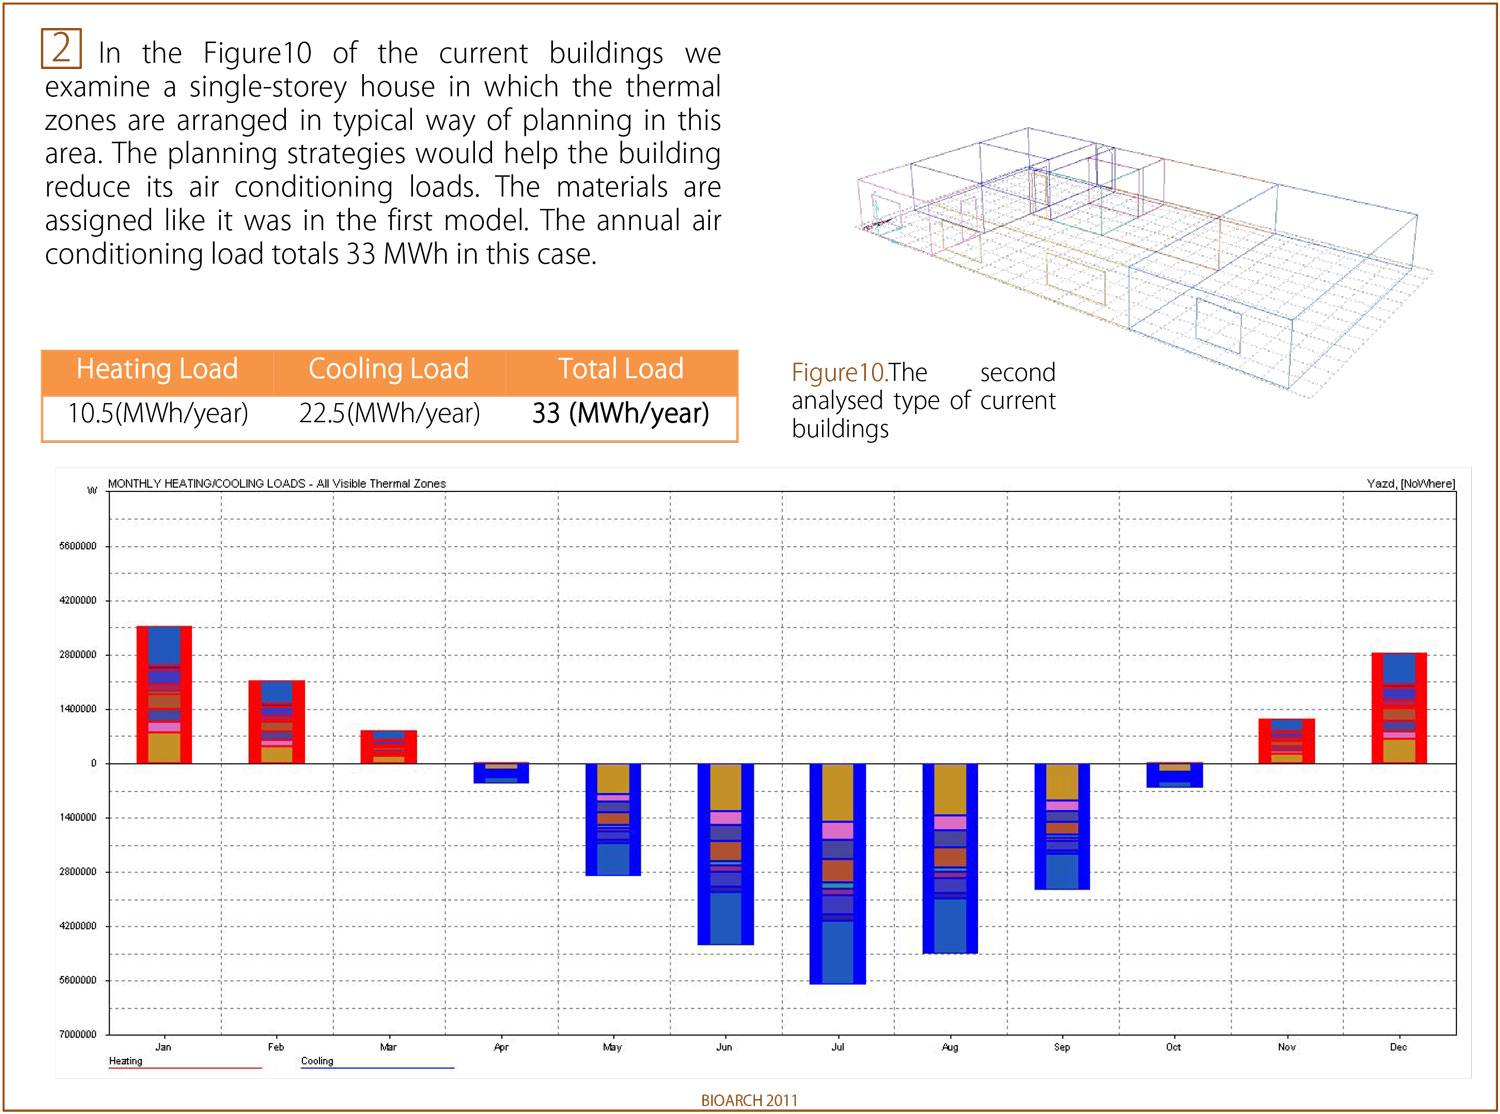 2 In the Figure10 of the current buildings we
examine a single-storey house in which the thermal
zones are arranged in typical way of planning in this
area. The planning strategies would help the building
reduce its air conditioning loads. The materials are
assigned like it was in the first model. The annual air
conditioning load totals 33 MWh in this case.
Heating Load Cooling Load Total Load
10.5(MWh/year) 22.5(MWh/year) 33 (MWh/year)
Figure10.The second
analysed type of current
buildings
MONTHLY HEATING/COOLING LOADS - All Visible Thermal Zones Yazd, [NoWhere]
W
5600000
4200000
2800000
1400000
0
1400000
2800000
4200000
5600000
7000000
Jan Feb Mar Apr May Jun Jul Aug Sep Oct Nov Dec
Heating Cooling
BIOARCH 2011